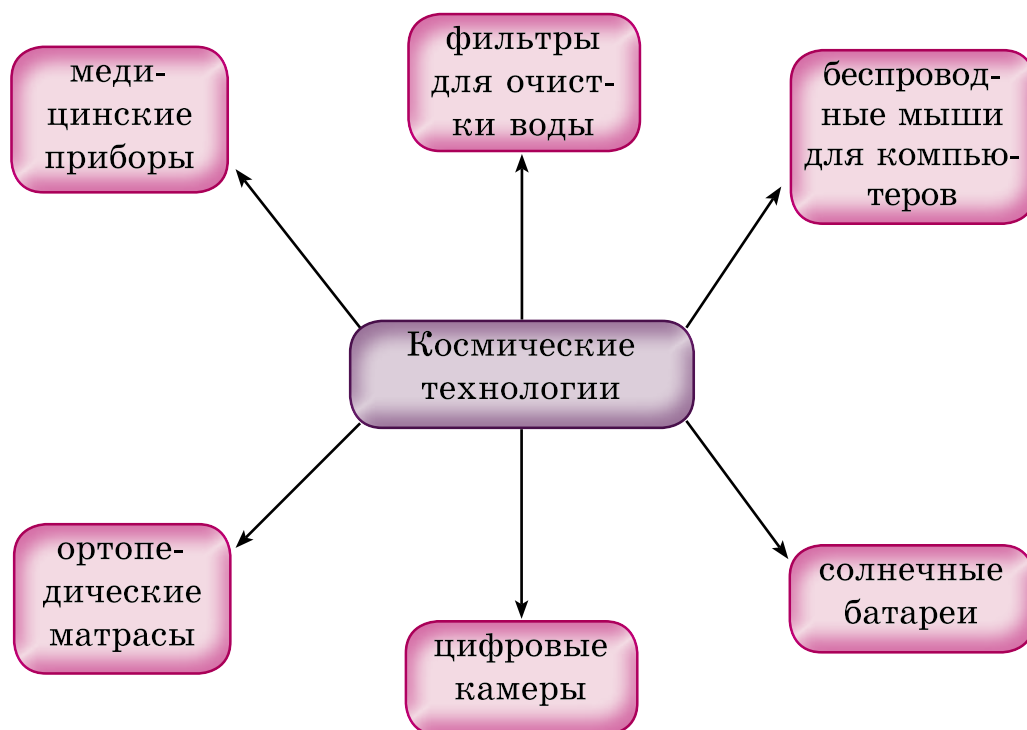 меди-
цинские
приборы
фильтры
для очист-
ки воды
беспровод-
ные мыши
для компью-
теров
Космические
технологии
ортопе-
дические
матрасы
цифровые
камеры
солнечные
батареи